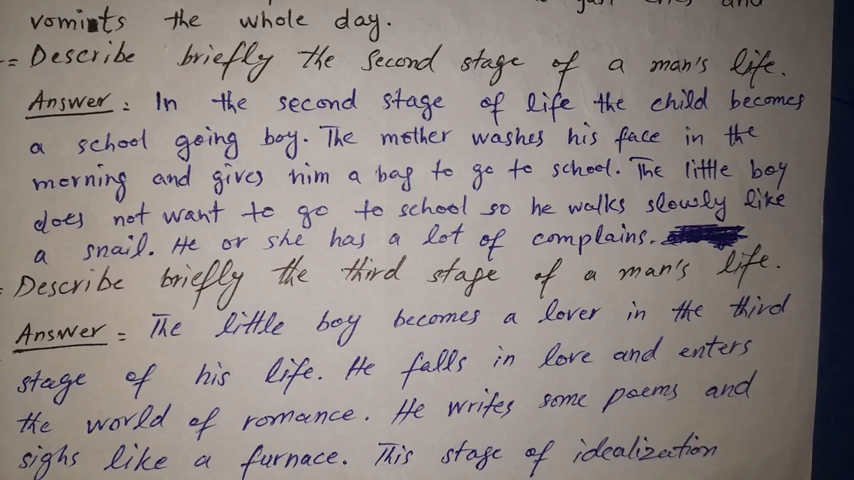 just cries and
vomints the whole day.
= Describe briefly the second stage of a man's life.
Answer: In the second stage of life the child becomes
a school going boy. The mother washes his face in the
morning and gives him a bag to go to school. The little boy
does not want to go to school so he walks slowly like
a snail. He or she has a lot of complains.
= Describe briefly the third stage of a man's life.
Answer = The little boy becomes a lover in the third
stage of his life. He falls in love and enters
the world of romance. He writes some poems and
sighs like a furnace. This stage of idealization